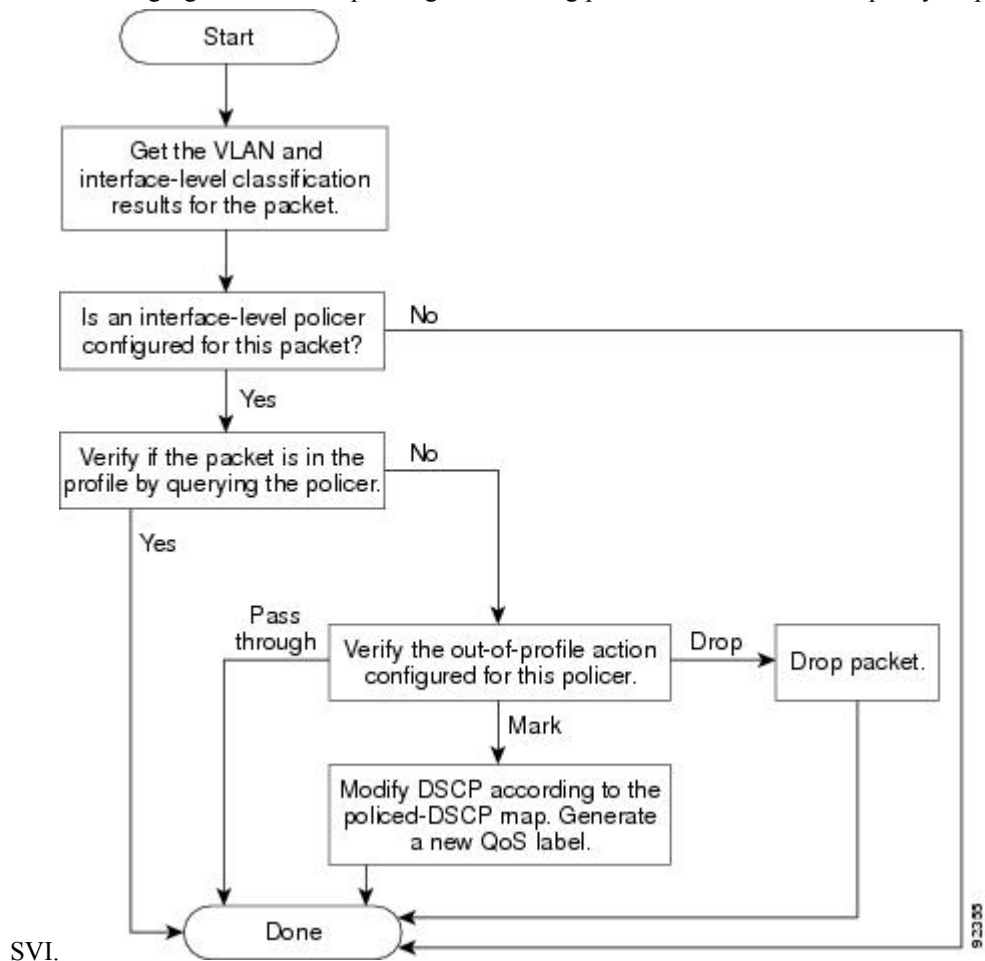 Start
Get the VLAN and
interface-level classification
results for the packet.
Is an interface-level policer
configured for this packet?
No
Yes
Verify if the packet is in the
profile by querying the policer.
No
Yes
Pass
through
Verify the out-of-profile action
configured for this policer.
Drop
Drop packet.
Mark
Modify DSCP according to the
policed-DSCP map. Generate
a new QoS label.
Done
92355
SVI.